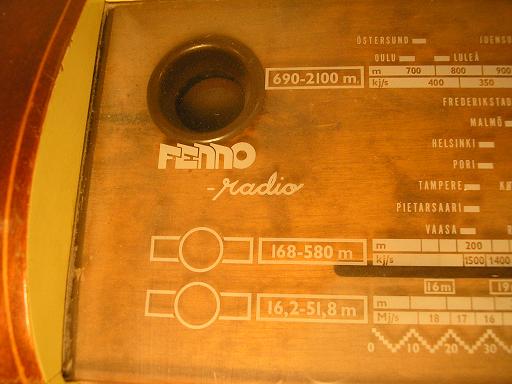 ÖSTERSUND
OULU LULEÅ
690-2100 m.
m 700 800 900
kj/s 400 350
FREDERIKSTAD
MALMÖ
HELSINKI
FENNO
PORI
-radio
TAMPERE
PIETARSAARI
VAASA
168-580 m
m 200
kj/s 1500 1400
16m 19
16,2-51,8 m
m
Mj/s 18 17 16
0 10 20 30